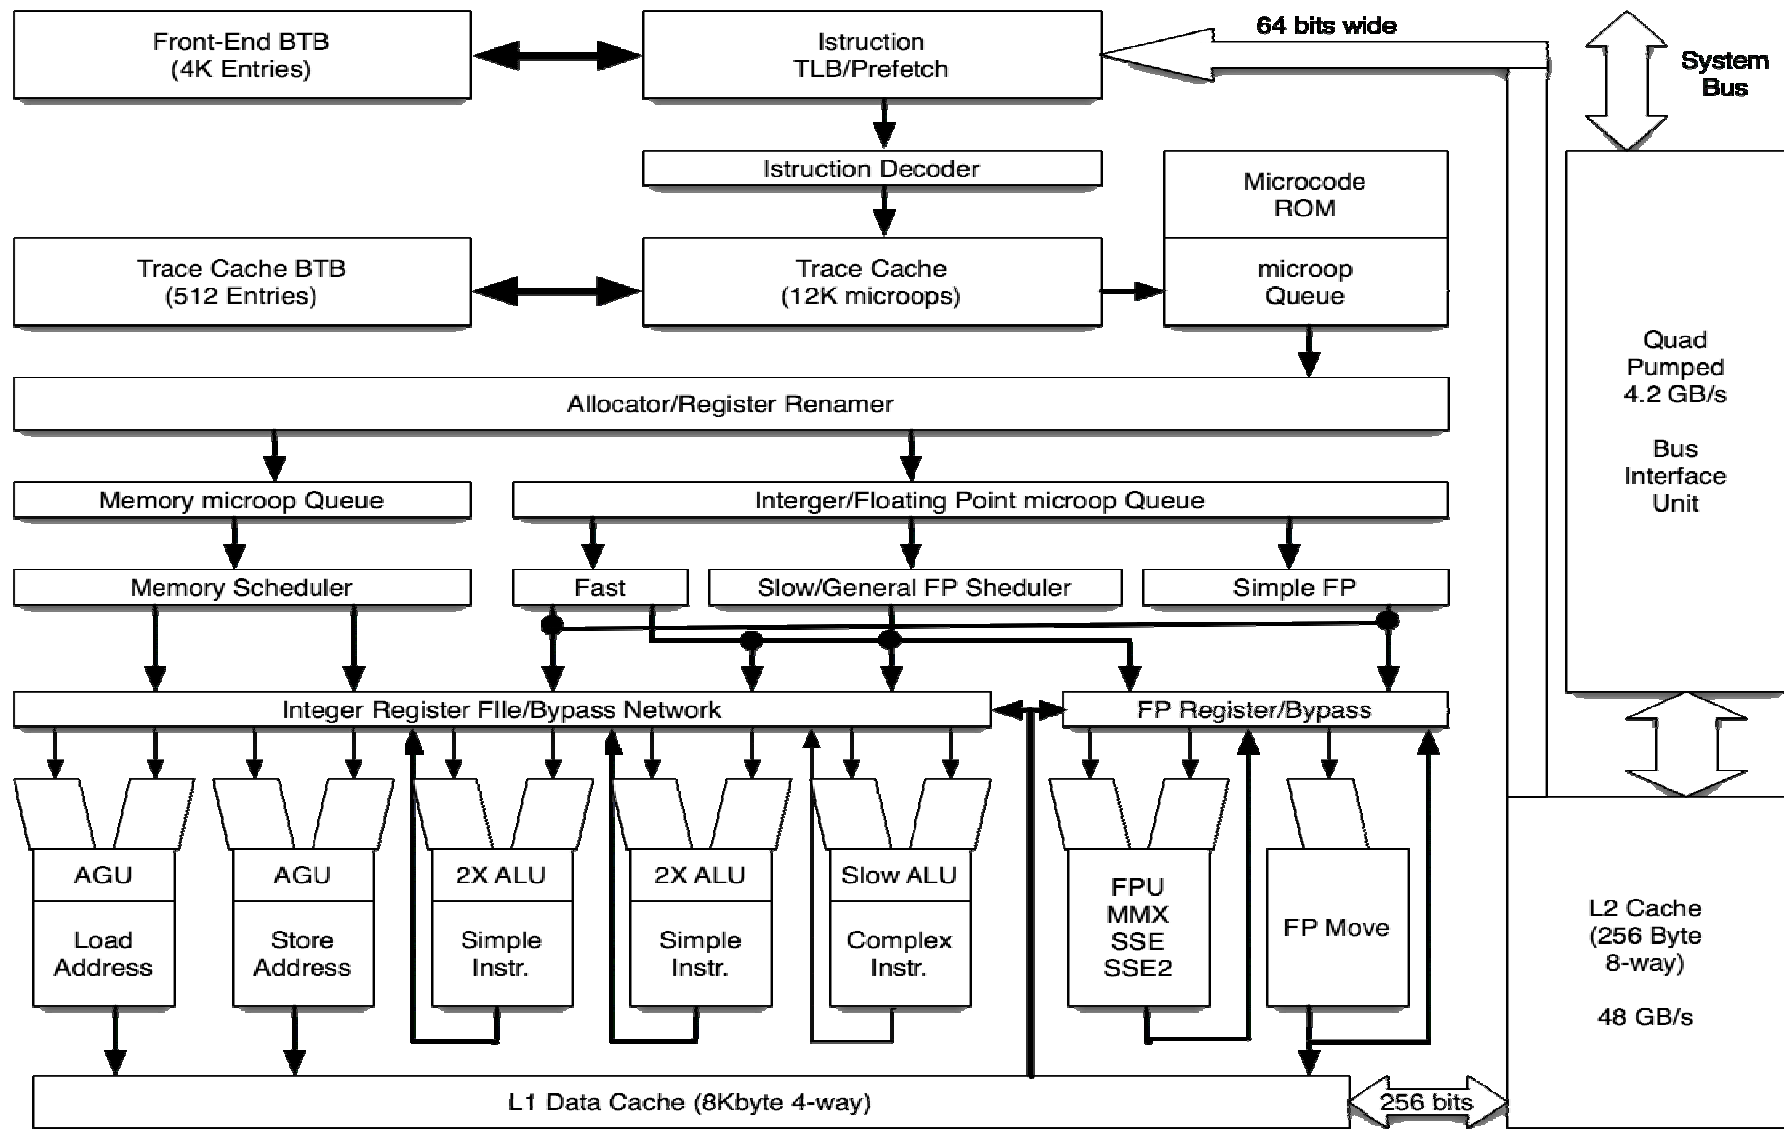 Front-End BTB
(4K Entries)
Istruction
TLB/Prefetch
64 bits wide
System
Bus
Istruction Decoder
Microcode
ROM
Trace Cache BTB
(512 Entries)
Trace Cache
(12K microops)
microop
Queue
Quad
Pumped
4.2 GB/s
Bus
Interface
Unit
Allocator/Register Renamer
Memory microop Queue
Interger/Floating Point microop Queue
Memory Scheduler
Fast
Slow/General FP Sheduler
Simple FP
Integer Register FIle/Bypass Network
FP Register/Bypass
AGU
Load
Address
AGU
Store
Address
2X ALU
Simple
Instr.
2X ALU
Simple
Instr.
Slow ALU
Complex
Instr.
FPU
MMX
SSE
SSE2
FP Move
L2 Cache
(256 Byte
8-way)
48 GB/s
L1 Data Cache (8Kbyte 4-way)
256 bits